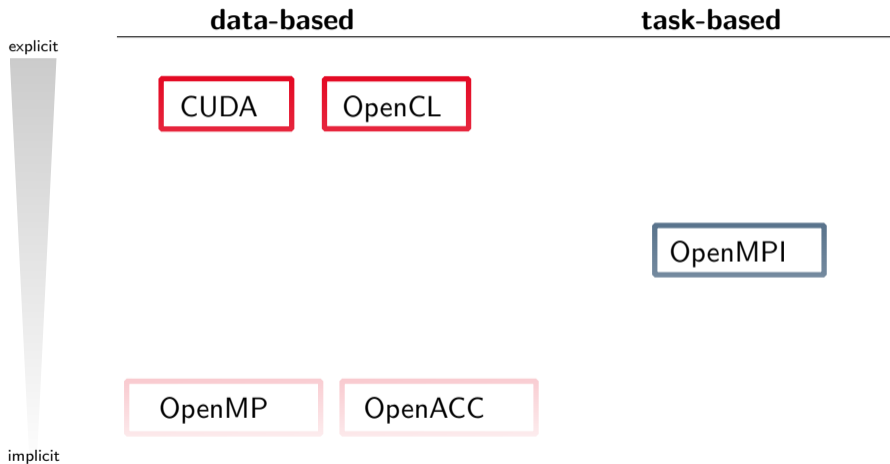 data-based task-based
explicit
CUDA OpenCL
OpenMPI
OpenMP OpenACC
implicit